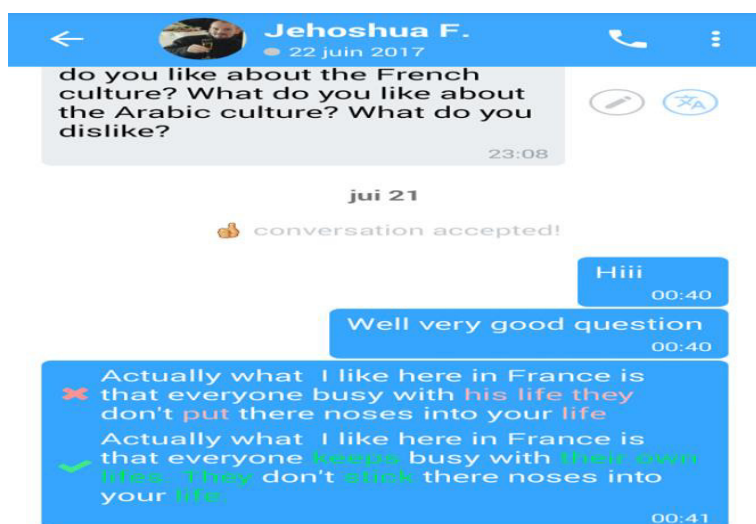 Jehoshua F.
22 juin 2017
do you like about the French
culture? What do you like about
the Arabic culture? What do you
dislike?
23:08
jui 21
conversation accepted!
Hiii
00:40
Well very good question
00:40
Actually what I like here in France is
that everyone busy with his life they
don't put there noses into your life
Actually what I like here in France is
that everyone keeps busy with their own
lifes. They don't stick there noses into
your life.
00:41